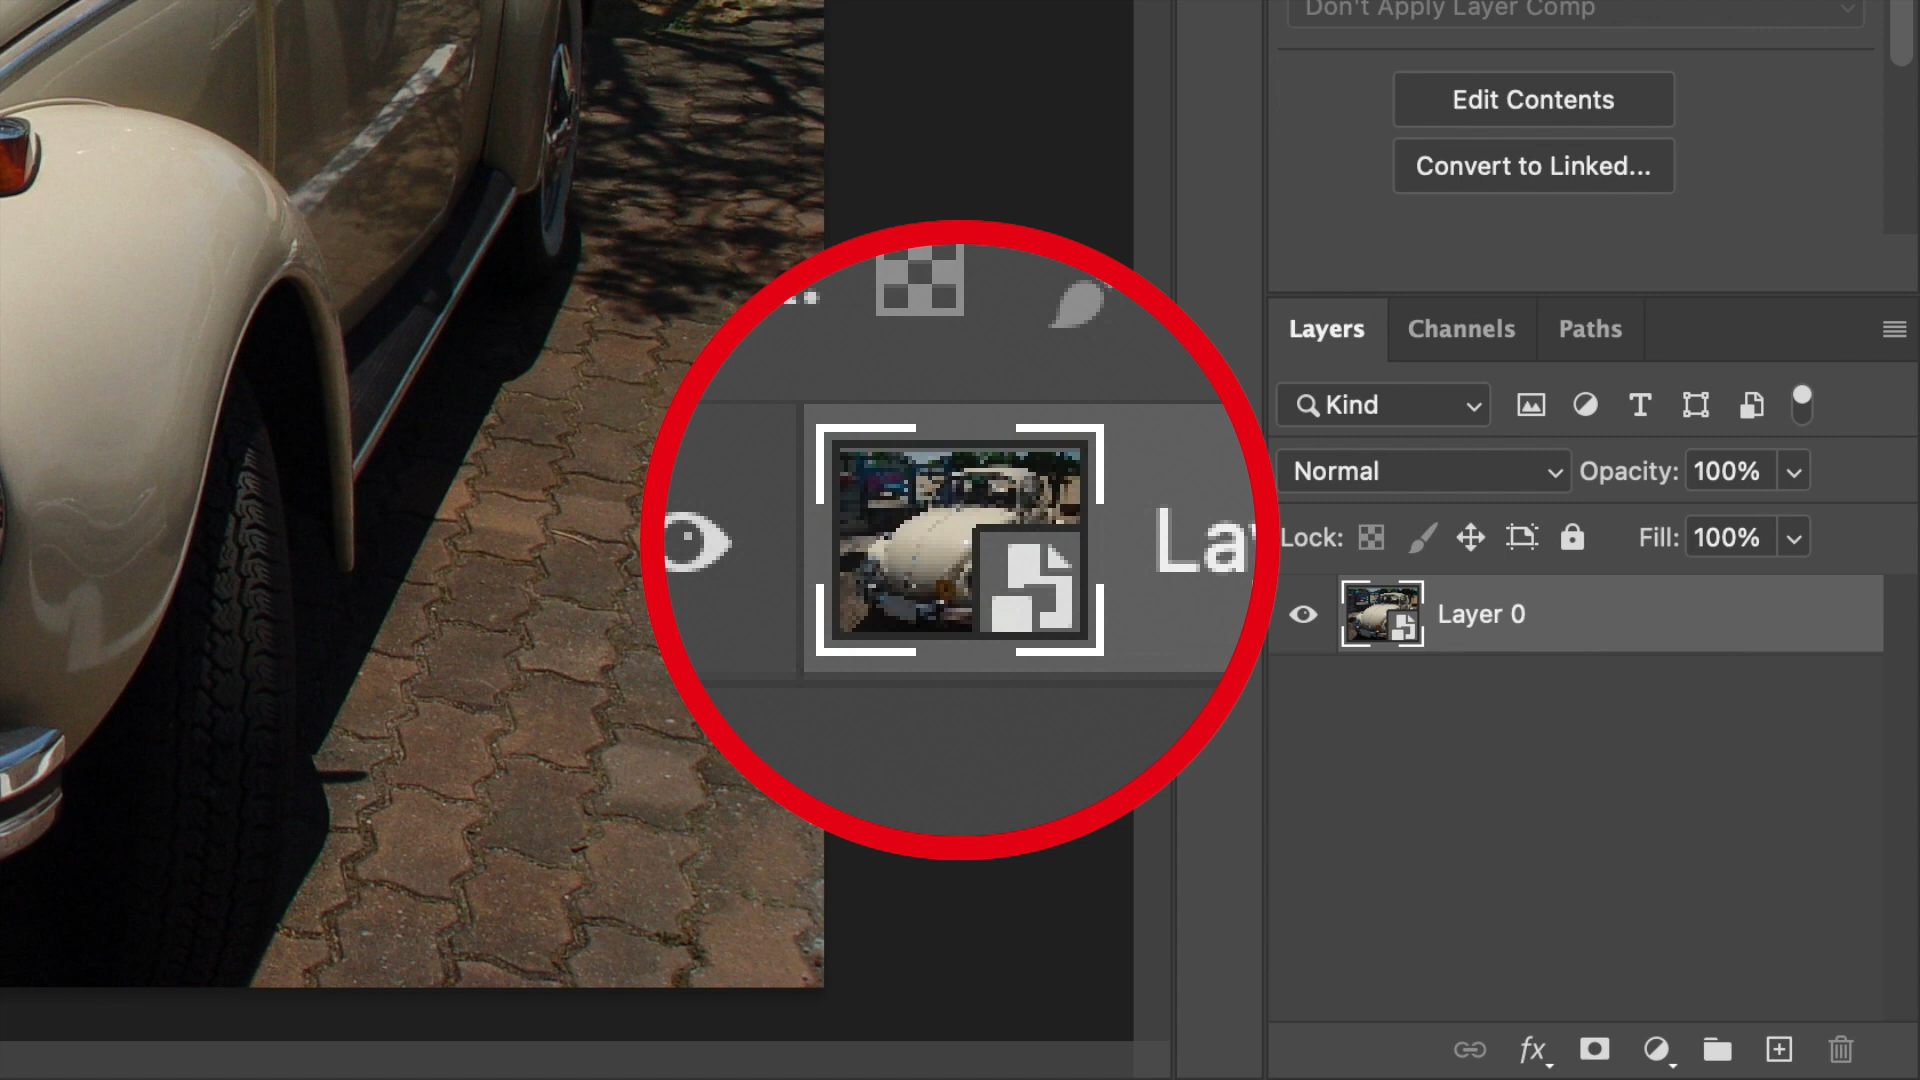 Don't Apply Layer Comp
Edit Contents
Convert to Linked...
Layers Channels Paths
Kind
Normal Opacity: 100%
Lock: Fill: 100%
Layer 0
La
fx